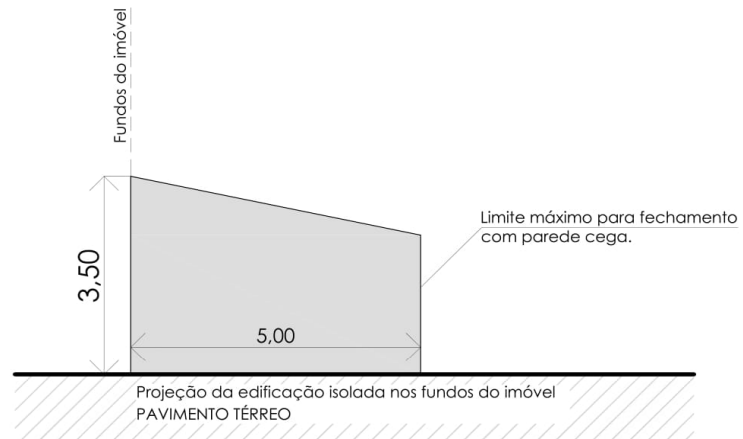 Fundos do imóvel
3,50
5,00
Limite máximo para fechamento
com parede cega.
Projeção da edificação isolada nos fundos do imóvel
PAVIMENTO TÉRREO